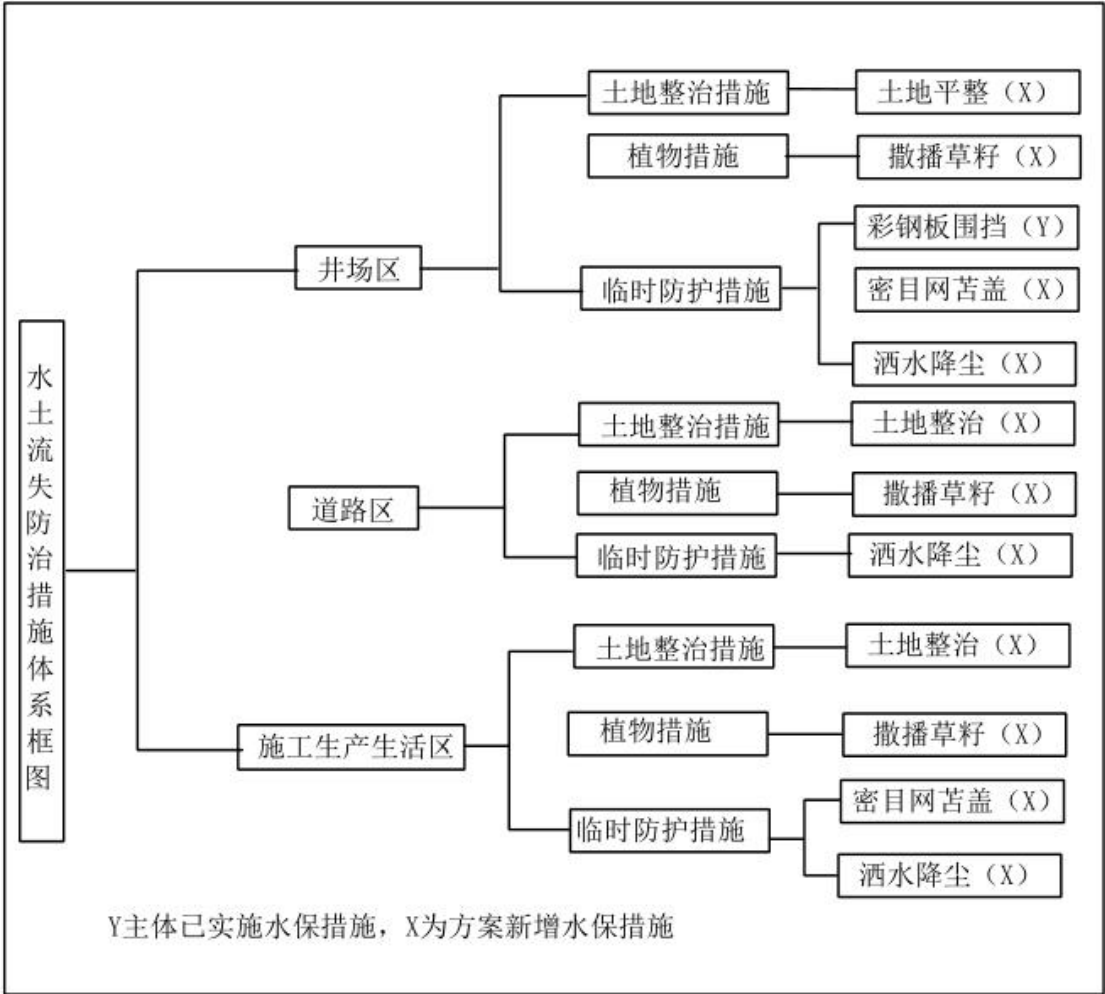 水土流失防治措施体系框图
井场区
土地整治措施
土地平整（X）
植物措施
撒播草籽（X）
临时防护措施
彩钢板围挡（Y）
密目网苫盖（X）
洒水降尘（X）
道路区
土地整治措施
土地整治（X）
植物措施
撒播草籽（X）
临时防护措施
洒水降尘（X）
施工生产生活区
土地整治措施
土地整治（X）
植物措施
撒播草籽（X）
临时防护措施
密目网苫盖（X）
洒水降尘（X）
Y主体已实施水保措施，X为方案新增水保措施